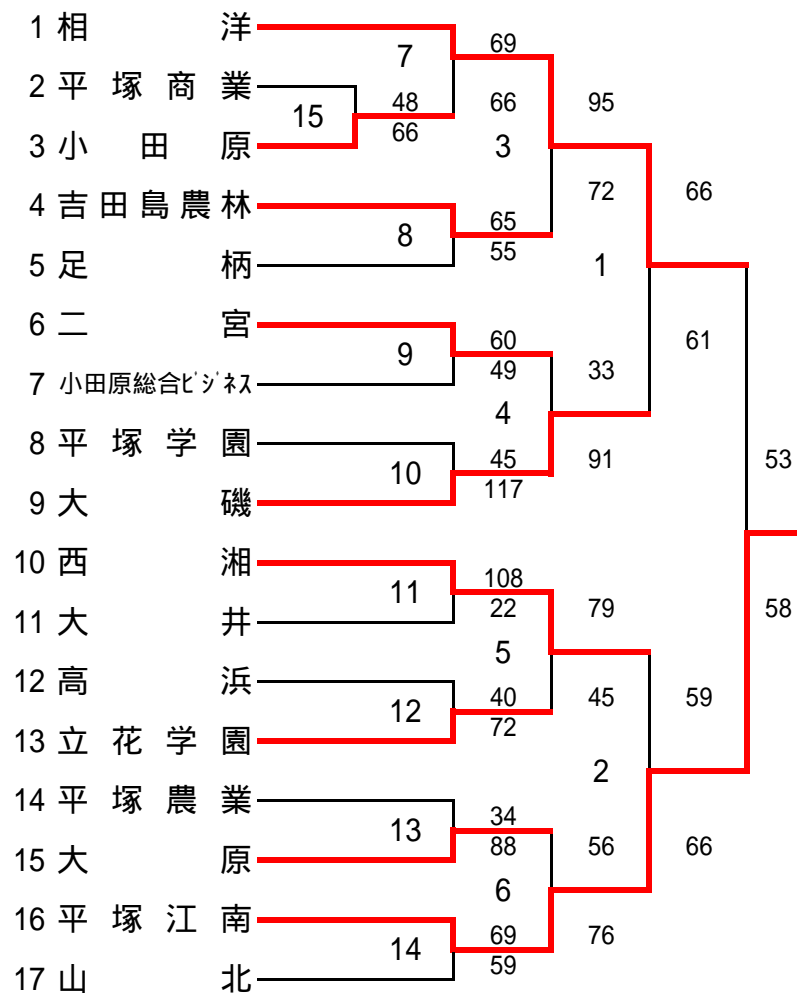 1 相洋
69
7
2 平塚商業
48
66
95
15
66
3
3 小田原
72
66
4 吉田島農林
65
8
55
1
5 足柄
6 二宮
60
61
9
49
33
7 小田原総合ﾋﾞｼﾞﾈｽ
4
8 平塚学園
45
91
53
10
117
9 大磯
10 西湘
108
11
22
79
58
11 大井
5
12 高浜
40
45
59
12
72
13 立花学園
2
14 平塚農業
34
13
88
56
66
15 大原
6
16 平塚江南
69
76
14
59
17 山北